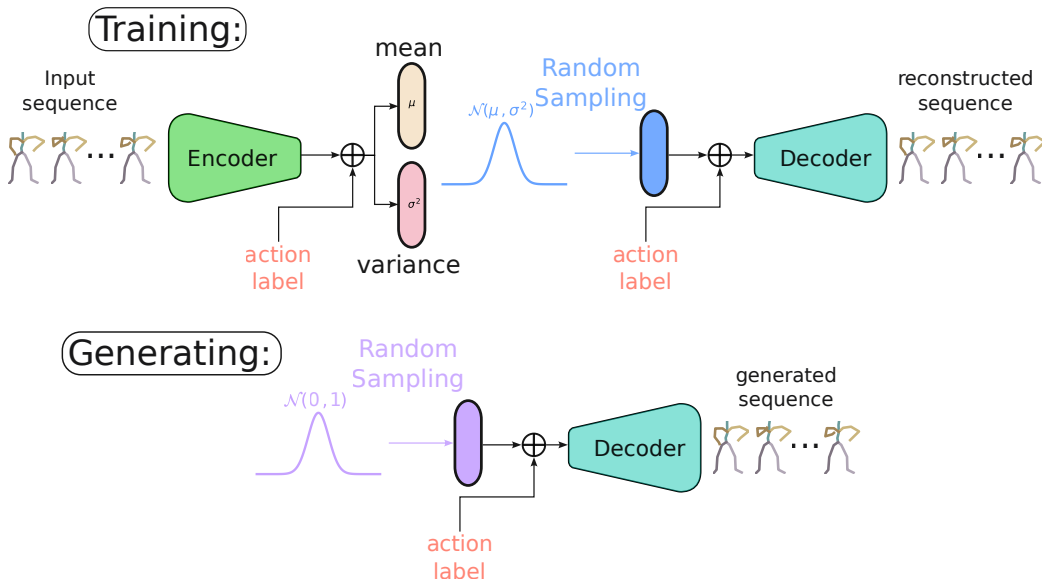 Training:
mean
Input
sequence
Encoder
μ
σ²
variance
action
label
𝒩(μ, σ²)
Random
Sampling
action
label
Decoder
reconstructed
sequence
...
...
Generating:
𝒩(0, 1)
Random
Sampling
action
label
Decoder
generated
sequence
...